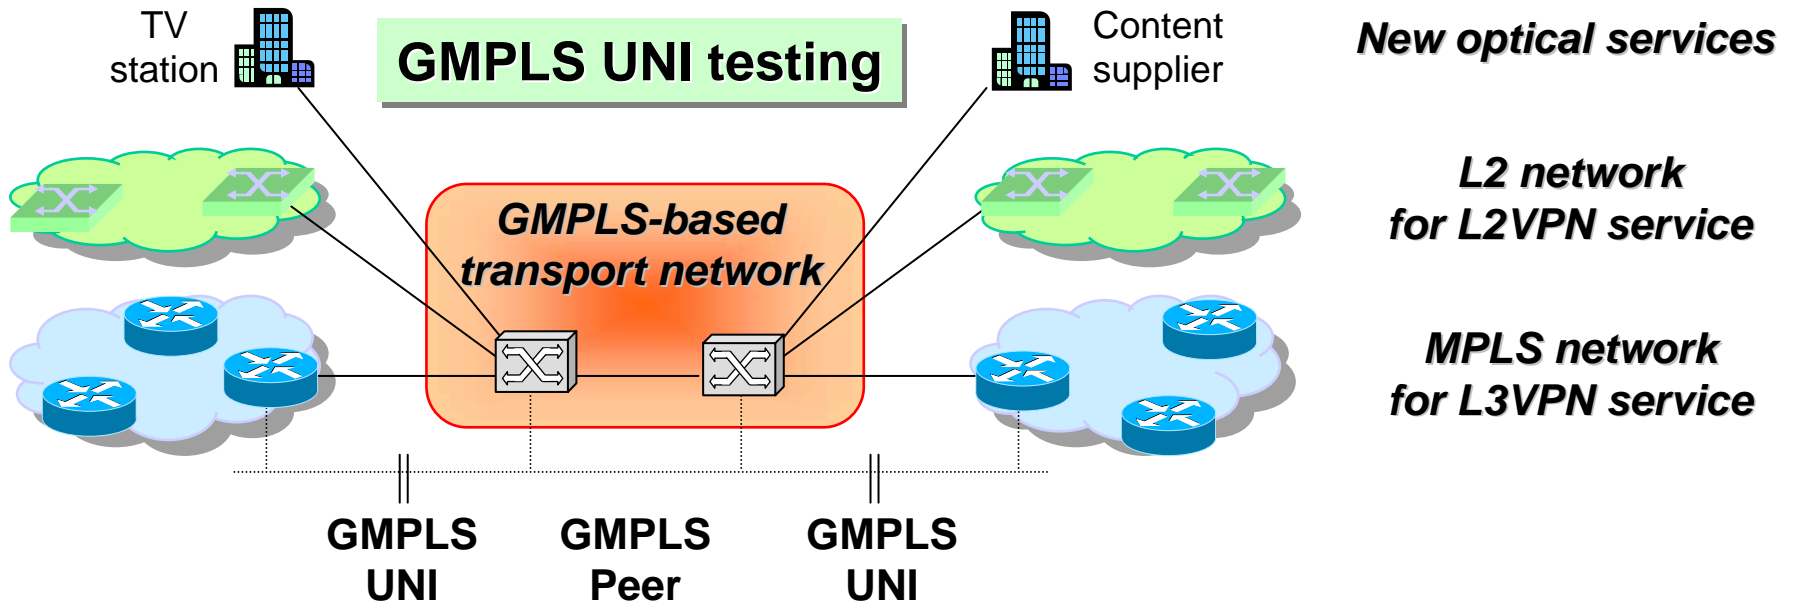 TV
station
GMPLS UNI testing
Content
supplier
New optical services
L2 network
for L2VPN service
GMPLS-based
transport network
MPLS network
for L3VPN service
GMPLS
UNI
GMPLS
Peer
GMPLS
UNI